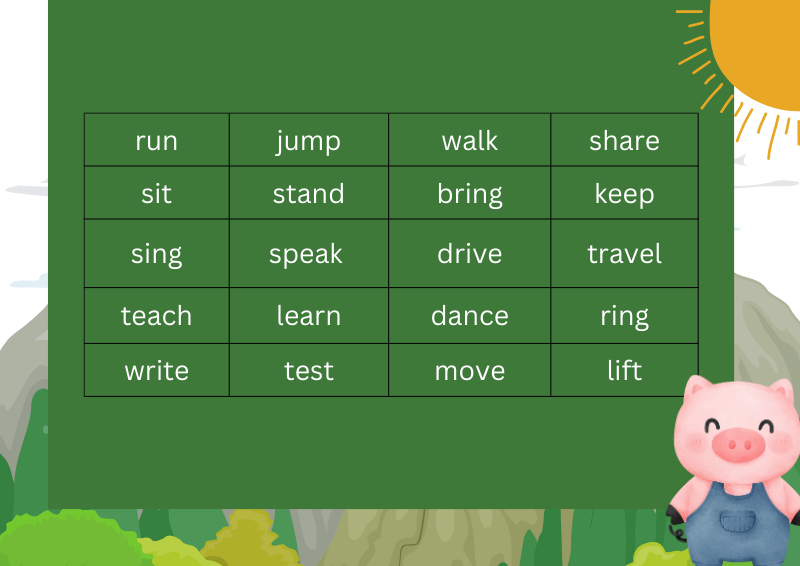 run jump walk share
sit stand bring keep
sing speak drive travel
teach learn dance ring
write test move lift